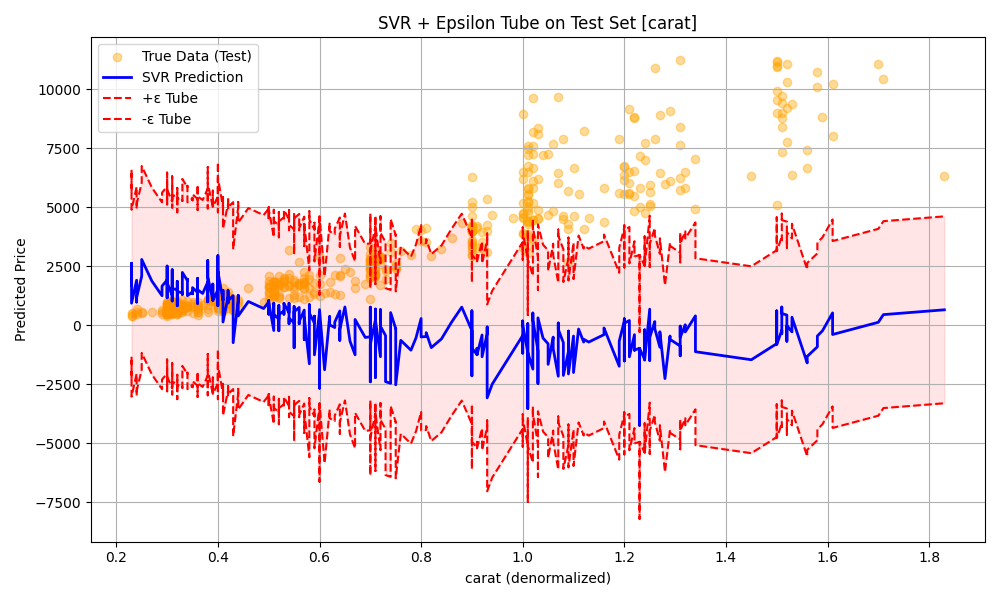 SVR + Epsilon Tube on Test Set [carat]
True Data (Test)
SVR Prediction
+ε Tube
-ε Tube
Predicted Price
10000
7500
5000
2500
0
−2500
−5000
−7500
0.2 0.4 0.6 0.8 1.0 1.2 1.4 1.6 1.8
carat (denormalized)